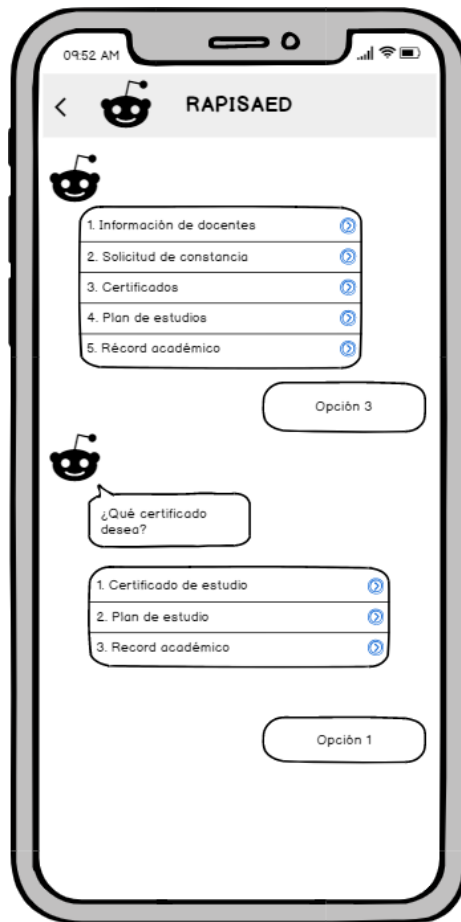 09:52 AM
RAPISAED
1. Información de docentes
2. Solicitud de constancia
3. Certificados
4. Plan de estudios
5. Récord académico
Opción 3
¿Qué certificado
desea?
1. Certificado de estudio
2. Plan de estudio
3. Record académico
Opción 1